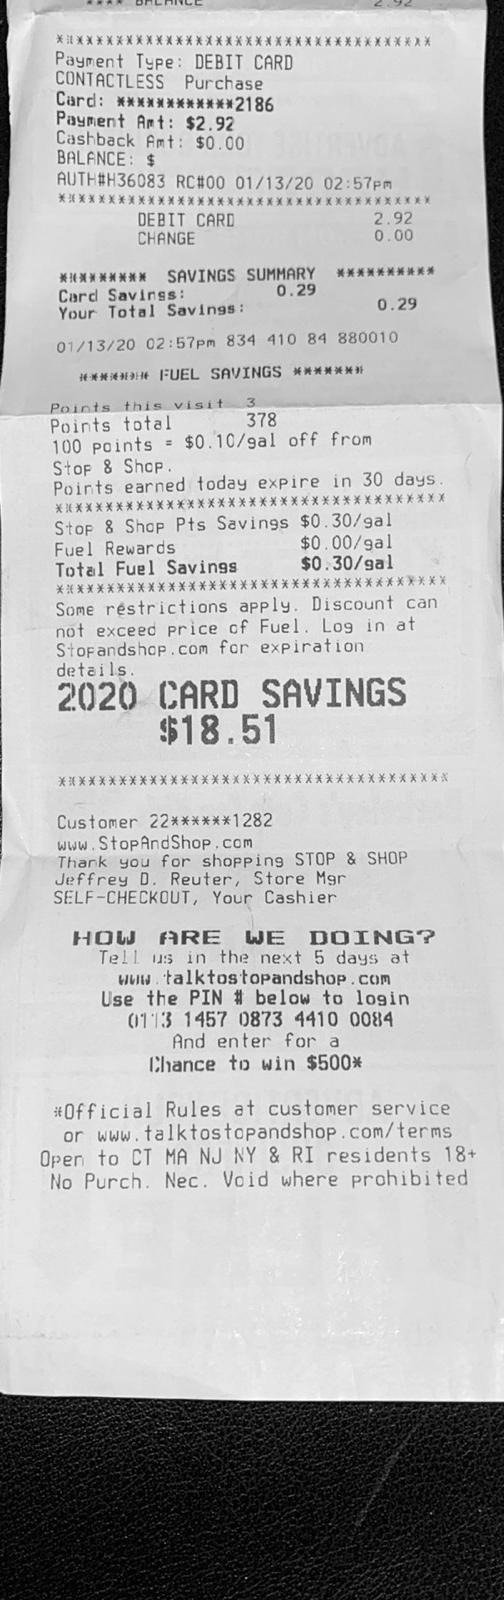 **** BALANCE 2.92
************************************
Payment Type: DEBIT CARD
CONTACTLESS Purchase
Card: ************2186
Payment Amt: $2.92
Cashback Amt: $0.00
BALANCE: $
AUTH#H36083 RC#00 01/13/20 02:57pm
************************************
DEBIT CARD 2.92
CHANGE 0.00
********* SAVINGS SUMMARY **********
Card Savings: 0.29
Your Total Savings: 0.29
01/13/20 02:57pm 834 410 84 880010
******** FUEL SAVINGS *******
Points this visit 3
Points total 378
100 points = $0.10/gal off from
Stop & Shop.
Points earned today expire in 30 days.
**************************************
Stop & Shop Pts Savings $0.30/gal
Fuel Rewards $0.00/gal
Total Fuel Savings $0.30/gal
**************************************
Some restrictions apply. Discount can
not exceed price of Fuel. Log in at
Stopandshop.com for expiration
details.
2020 CARD SAVINGS
$18.51
**************************************
Customer 22******1282
www.StopAndShop.com
Thank you for shopping STOP & SHOP
Jeffrey D. Reuter, Store Mgr
SELF-CHECKOUT, Your Cashier
HOW ARE WE DOING?
Tell us in the next 5 days at
www.talktostopandshop.com
Use the PIN # below to login
0113 1457 0873 4410 0084
And enter for a
Chance to win $500*
*Official Rules at customer service
or www.talktostopandshop.com/terms
Open to CT MA NJ NY & RI residents 18+
No Purch. Nec. Void where prohibited